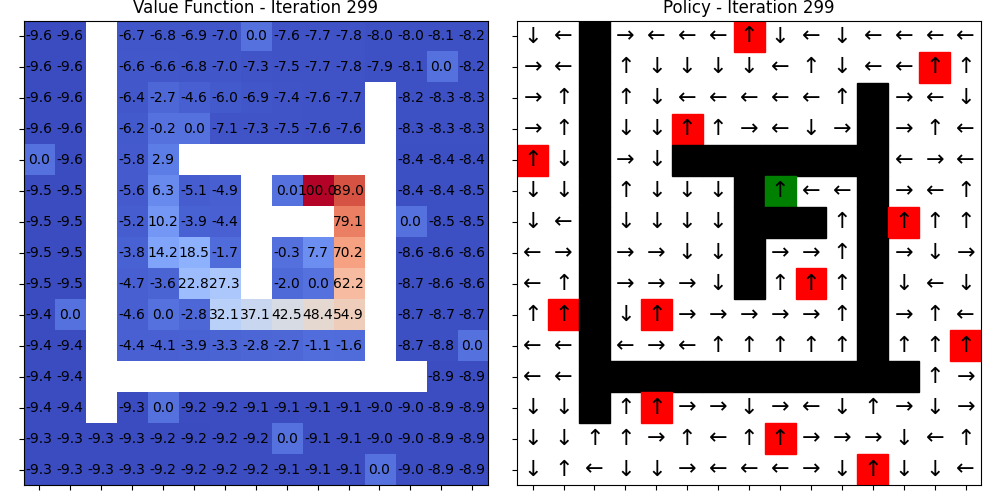 Value Function - Iteration 299 Policy - Iteration 299
-9.6 -9.6 -6.7 -6.8 -6.9 -7.0 0.0 -7.6 -7.7 -7.8 -8.0 -8.0 -8.1 -8.2 ↓ ← → ← ← ← ↑ ↓ ← ↓ ← ← ← ←
-9.6 -9.6 -6.6 -6.6 -6.8 -7.0 -7.3 -7.5 -7.7 -7.8 -7.9 -8.1 0.0 -8.2 → ← ↑ ↓ ↓ ↓ ↓ ← ↑ ↓ ← ← ↑ ←
-9.6 -9.6 -6.4 -2.7 -4.6 -6.0 -6.9 -7.4 -7.6 -7.7 -8.2 -8.3 -8.3 → ↑ ↑ ↓ ← ← ← ← ← ↑ → ← ↓
-9.6 -9.6 -6.2 -0.2 0.0 -7.1 -7.3 -7.5 -7.6 -7.6 -8.3 -8.3 -8.3 → ↑ ↓ ↓ ↑ ↑ → ← ↓ → → ↑ ←
0.0 -9.6 -5.8 2.9 -8.4 -8.4 -8.4 ↑ ↓ → ↓ ← → ←
-9.5 -9.5 -5.6 6.3 -5.1 -4.9 0.0 100.0 89.0 -8.4 -8.4 -8.5 ↓ ↓ ↑ ↓ ↓ ↓ ↑ ← ← → ← ↑
-9.5 -9.5 -5.2 10.2 -3.9 -4.4 79.1 0.0 -8.5 -8.5 ↓ ← ↓ ↓ ↓ ↓ ↑ ↑ ↑ ↑
-9.5 -9.5 -3.8 14.2 18.5 -1.7 -0.3 7.7 70.2 -8.6 -8.6 -8.6 ← → → → ↓ ↓ → → ↑ → ↓ →
-9.5 -9.5 -4.7 -3.6 22.8 27.3 -2.0 0.0 62.2 -8.6 -8.6 -8.6 ← ↑ ↑ → → ↓ ↑ ↑ ↑ ↓ ← ↓
-9.4 0.0 -4.6 0.0 -2.8 32.1 37.1 42.5 48.4 54.9 -8.7 -8.7 -8.7 ↑ ↑ ↓ ↑ → → → → → ↑ → → ↓
-9.4 -9.4 -4.4 -4.1 -3.9 -3.3 -2.8 -2.7 -1.1 -1.6 -8.7 -8.8 0.0 ← ← ← → ← ↑ ↑ ↑ ↑ ↑ ↑ ↑ ↑
-9.4 -9.4 -8.9 -8.9 ← ← ↑ →
-9.4 -9.4 -9.3 0.0 -9.2 -9.2 -9.1 -9.1 -9.1 -9.1 -9.0 -9.0 -8.9 -8.9 ↓ ↓ ↑ ↑ → → ↓ → → ↓ ↑ → ↓ →
-9.3 -9.3 -9.3 -9.3 -9.2 -9.2 -9.2 -9.2 0.0 -9.1 -9.1 -9.0 -9.0 -8.9 -8.9 ↓ ↓ ↑ ↑ → ↑ ← ↑ ↑ → → → ↓ ← ↑
-9.3 -9.3 -9.3 -9.3 -9.2 -9.2 -9.2 -9.2 -9.1 -9.1 -9.1 0.0 -9.0 -8.9 -8.9 ↓ ↑ ← ↓ ↓ → ← ← ← → ↓ ↑ ↓ ↓ ←